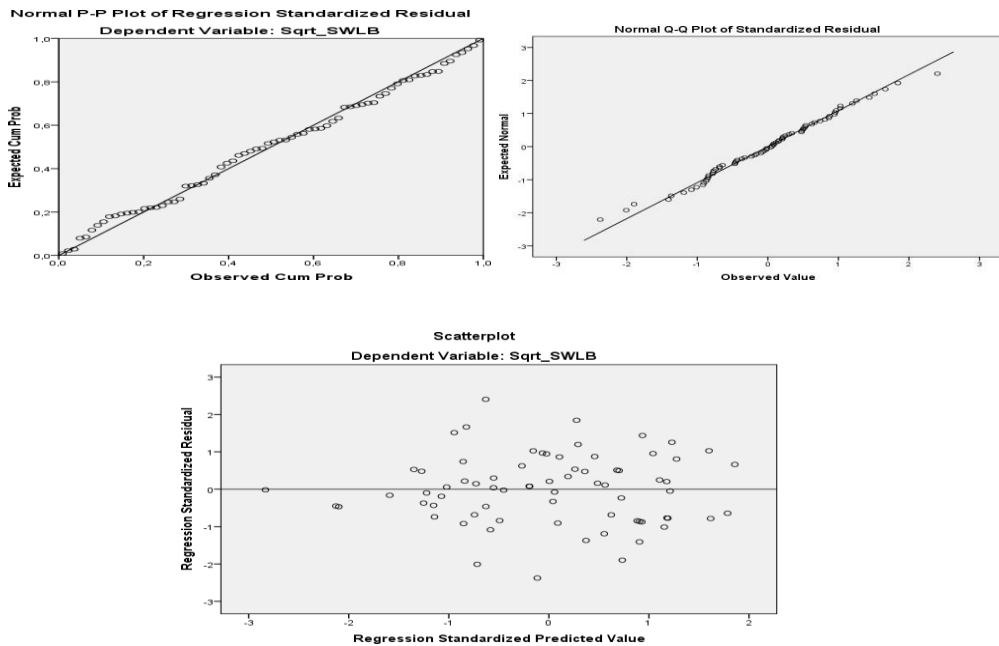 Normal P-P Plot of Regression Standardized Residual
Dependent Variable: Sqrt_SWLB
1,0
0,8
0,6
0,4
0,2
0,0
0,0 0,2 0,4 0,6 0,8 1,0
Expected Cum Prob
Observed Cum Prob
Normal Q-Q Plot of Standardized Residual
3
2
1
0
-1
-2
-3
-3 -2 -1 0 1 2 3
Expected Normal
Observed Value
Scatterplot
Dependent Variable: Sqrt_SWLB
3
2
1
0
-1
-2
-3
-3 -2 -1 0 1 2
Regression Standardized Residual
Regression Standardized Predicted Value